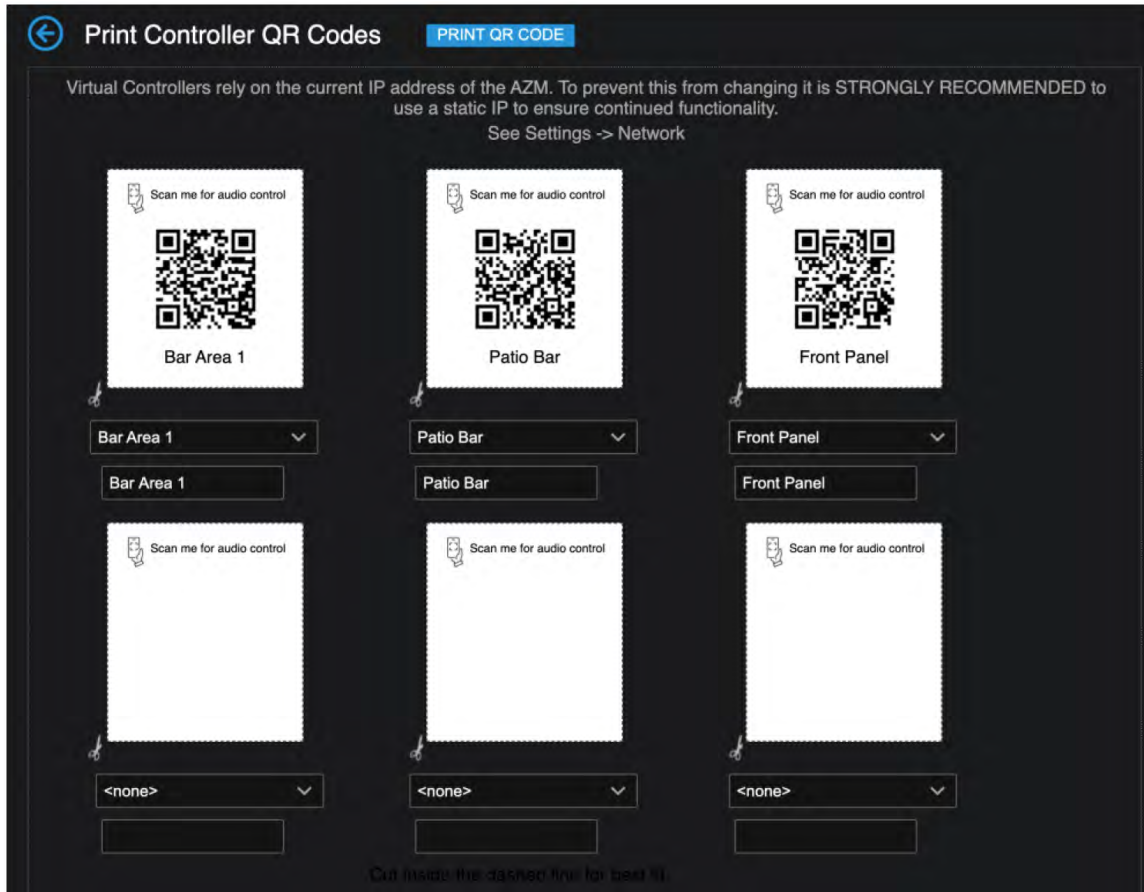 Print Controller QR Codes PRINT QR CODE
Virtual Controllers rely on the current IP address of the AZM. To prevent this from changing it is STRONGLY RECOMMENDED to
use a static IP to ensure continued functionality.
See Settings -> Network
Scan me for audio control
Scan me for audio control
Scan me for audio control
Bar Area 1
Patio Bar
Front Panel
Bar Area 1
Patio Bar
Front Panel
Bar Area 1
Patio Bar
Front Panel
Scan me for audio control
Scan me for audio control
Scan me for audio control
<none>
<none>
<none>
Cut inside the dashed line for best fit.